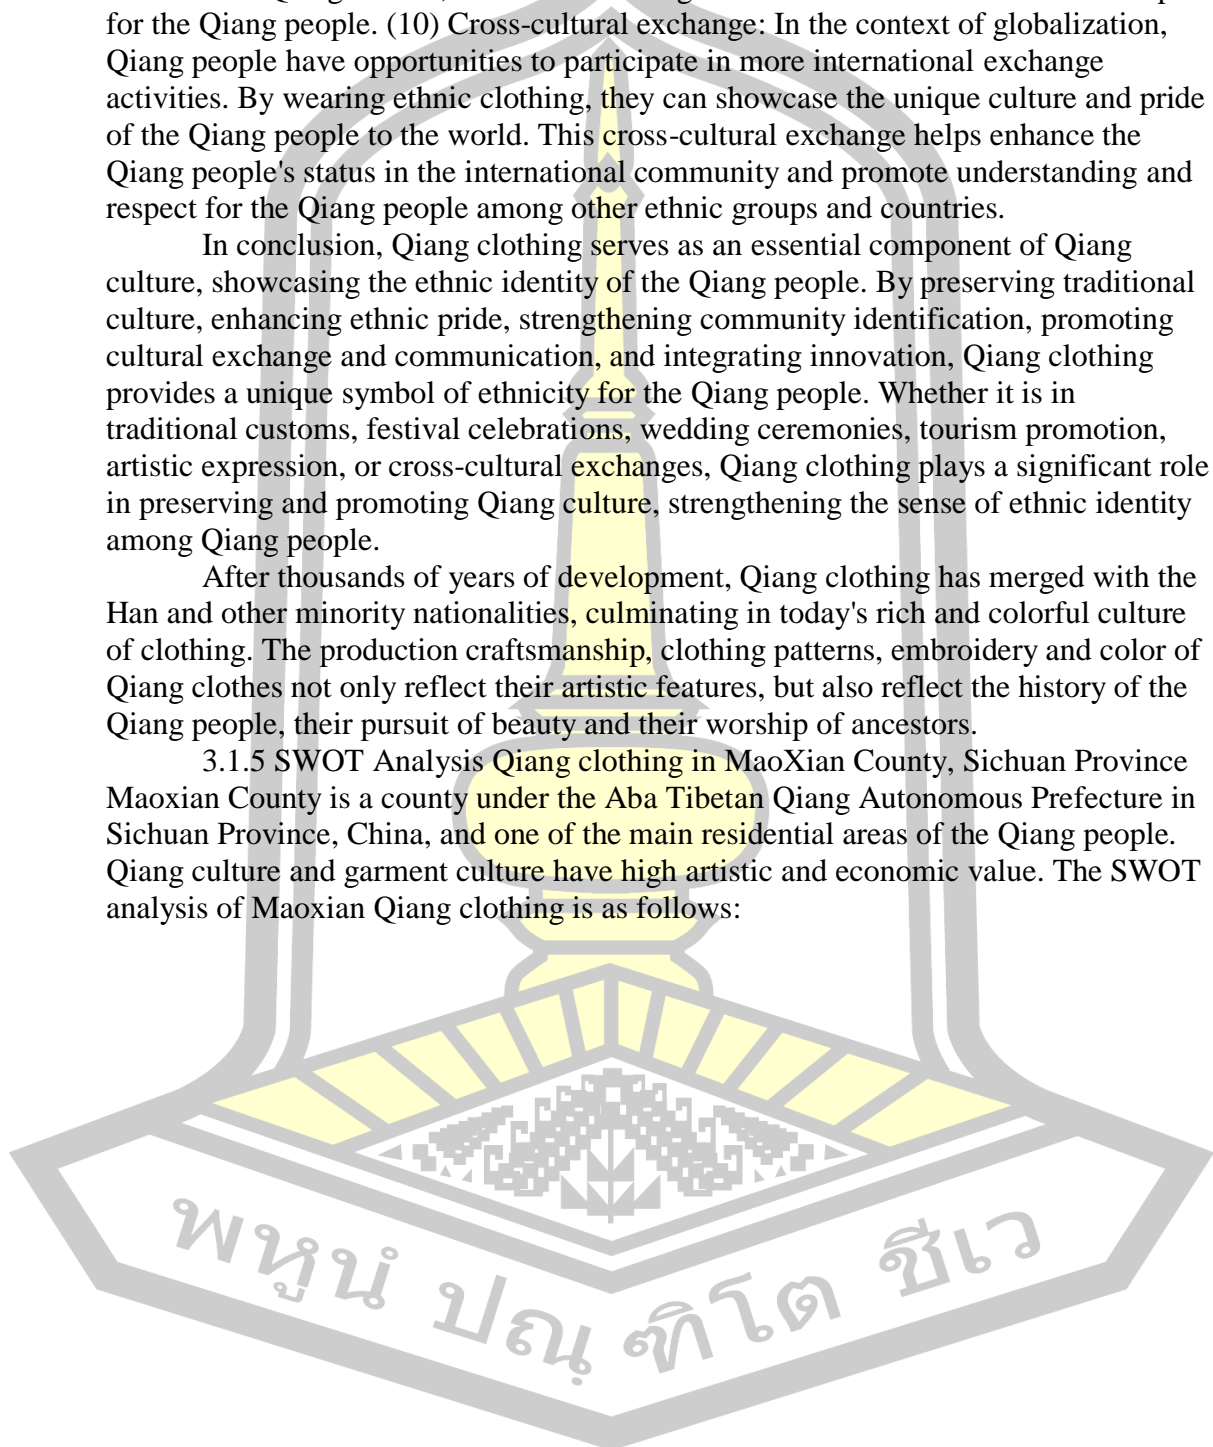 for the Qiang people. (10) Cross-cultural exchange: In the context of globalization,
Qiang people have opportunities to participate in more international exchange
activities. By wearing ethnic clothing, they can showcase the unique culture and pride
of the Qiang people to the world. This cross-cultural exchange helps enhance the
Qiang people's status in the international community and promote understanding and
respect for the Qiang people among other ethnic groups and countries.
In conclusion, Qiang clothing serves as an essential component of Qiang
culture, showcasing the ethnic identity of the Qiang people. By preserving traditional
culture, enhancing ethnic pride, strengthening community identification, promoting
cultural exchange and communication, and integrating innovation, Qiang clothing
provides a unique symbol of ethnicity for the Qiang people. Whether it is in
traditional customs, festival celebrations, wedding ceremonies, tourism promotion,
artistic expression, or cross-cultural exchanges, Qiang clothing plays a significant role
in preserving and promoting Qiang culture, strengthening the sense of ethnic identity
among Qiang people.
After thousands of years of development, Qiang clothing has merged with the
Han and other minority nationalities, culminating in today's rich and colorful culture
of clothing. The production craftsmanship, clothing patterns, embroidery and color of
Qiang clothes not only reflect their artistic features, but also reflect the history of the
Qiang people, their pursuit of beauty and their worship of ancestors.
3.1.5 SWOT Analysis Qiang clothing in MaoXian County, Sichuan Province
Maoxian County is a county under the Aba Tibetan Qiang Autonomous Prefecture in
Sichuan Province, China, and one of the main residential areas of the Qiang people.
Qiang culture and garment culture have high artistic and economic value. The SWOT
analysis of Maoxian Qiang clothing is as follows:
พหูนํ ปณฺฑิโต ชีเว